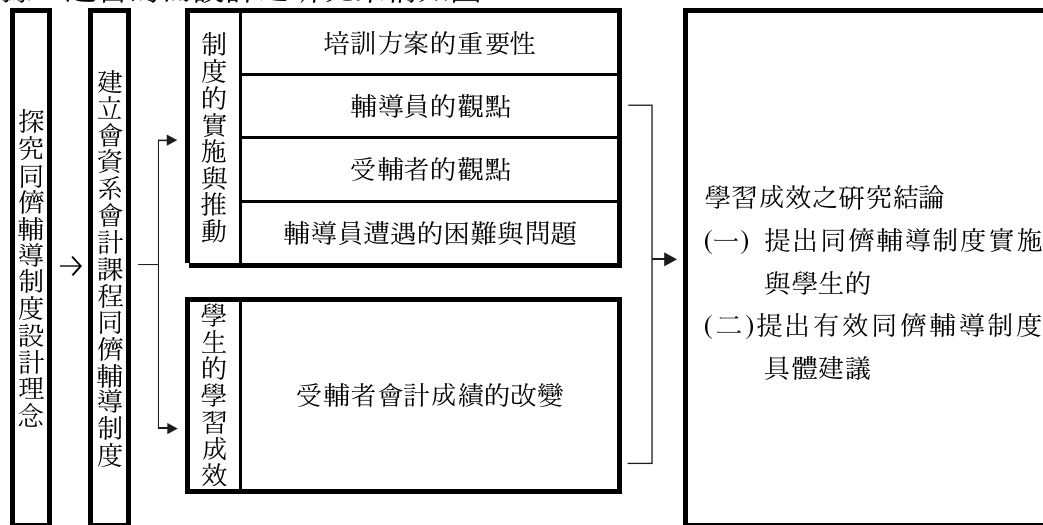 探究同儕輔導制度設計理念
建立會資系會計課程同儕輔導制度
制度的實施與推動
培訓方案的重要性
輔導員的觀點
受輔者的觀點
輔導員遭遇的困難與問題
學生的學習成效
受輔者會計成績的改變
學習成效之研究結論
(一) 提出同儕輔導制度實施
與學生的
(二)提出有效同儕輔導制度
具體建議